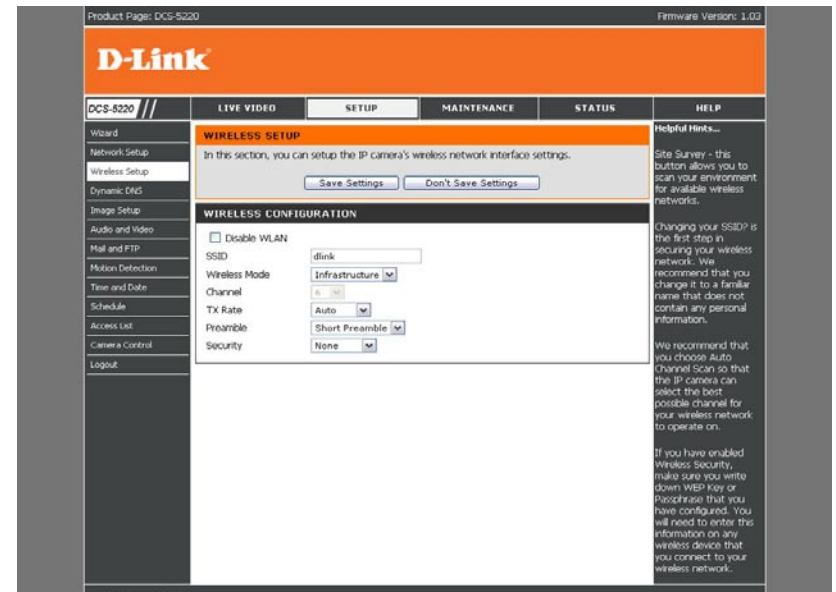 Product Page: DCS-5220
Firmware Version: 1.03
D-Link
DCS-5220
LIVE VIDEO
SETUP
MAINTENANCE
STATUS
HELP
Wizard
Network Setup
Wireless Setup
Dynamic DNS
Image Setup
Audio and Video
Mail and FTP
Motion Detection
Time and Date
Schedule
Access List
Camera Control
Logout
WIRELESS SETUP
In this section, you can setup the IP camera's wireless network interface settings.
Save Settings
Don't Save Settings
WIRELESS CONFIGURATION
Disable WLAN
SSID dlink
Wireless Mode Infrastructure
Channel 6
TX Rate Auto
Preamble Short Preamble
Security None
Helpful Hints...
Site Survey - this
button allows you to
scan your environment
for available wireless
networks.
Changing your SSID? is
the first step in
securing your wireless
network. We
recommend that you
change it to a familiar
name that does not
contain any personal
information.
We recommend that
you choose Auto
Channel Scan so that
the IP camera can
select the best
possible channel for
your wireless network
to operate on.
If you have enabled
Wireless Security,
make sure you write
down WEP Key or
Passphrase that you
have configured. You
will need to enter this
information on any
wireless device that
you connect to your
wireless network.